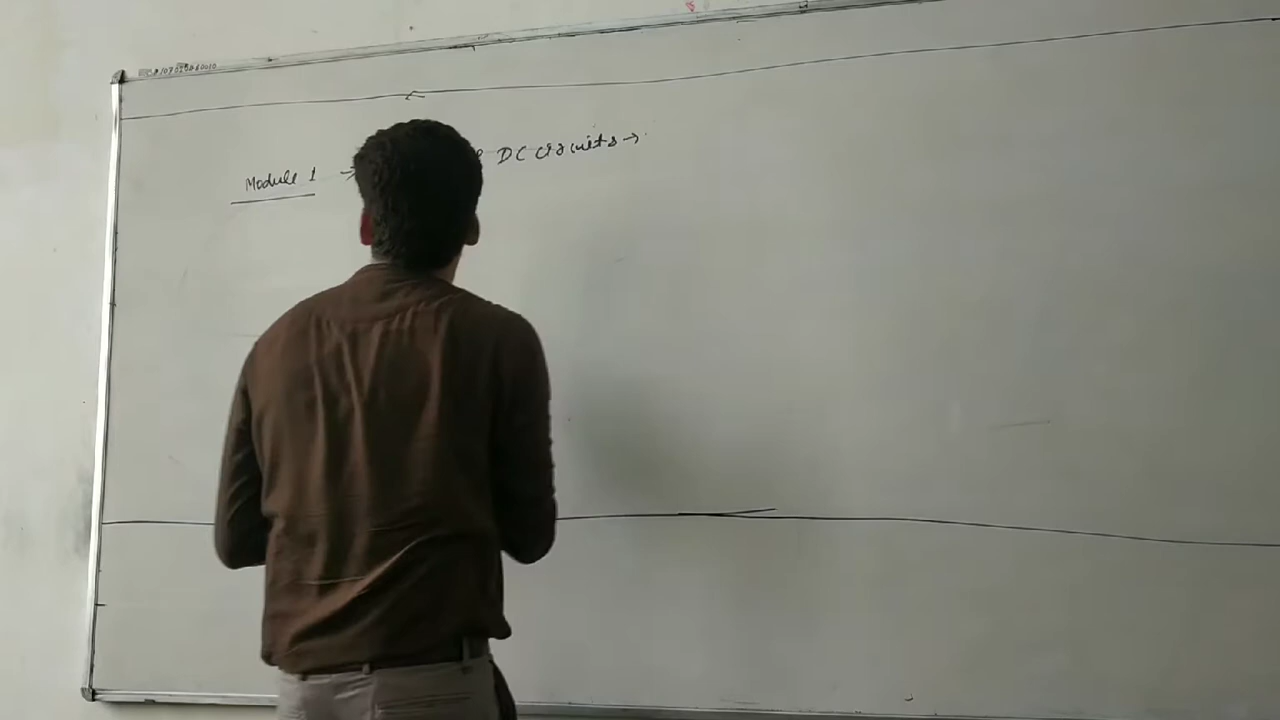 Module 1 → DC circuits →